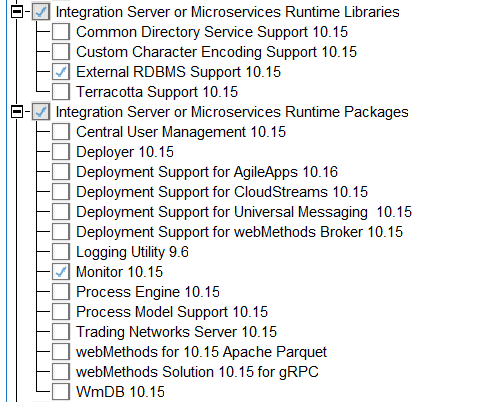 Integration Server or Microservices Runtime Libraries
Common Directory Service Support 10.15
Custom Character Encoding Support 10.15
External RDBMS Support 10.15
Terracotta Support 10.15
Integration Server or Microservices Runtime Packages
Central User Management 10.15
Deployer 10.15
Deployment Support for AgileApps 10.16
Deployment Support for CloudStreams 10.15
Deployment Support for Universal Messaging  10.15
Deployment Support for webMethods Broker 10.15
Logging Utility 9.6
Monitor 10.15
Process Engine 10.15
Process Model Support 10.15
Trading Networks Server 10.15
webMethods for 10.15 Apache Parquet
webMethods Solution 10.15 for gRPC
WmDB 10.15